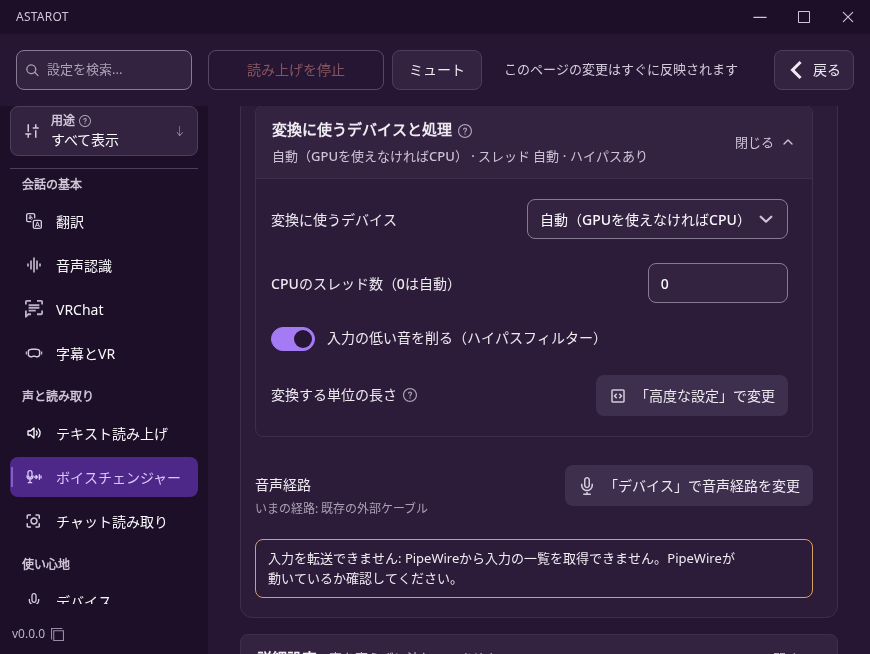 ASTAROT
設定を検索...
読み上げを停止
ミュート
このページの変更はすぐに反映されます
戻る
用途
すべて表示
会話の基本
翻訳
音声認識
VRChat
字幕とVR
声と読み取り
テキスト読み上げ
ボイスチェンジャー
チャット読み取り
使い心地
デバイス
v0.0.0
変換に使うデバイスと処理
自動（GPUを使えなければCPU）・スレッド 自動・ハイパスあり
閉じる
変換に使うデバイス
自動（GPUを使えなければCPU）
CPUのスレッド数（0は自動）
0
入力の低い音を削る（ハイパスフィルター）
変換する単位の長さ
「高度な設定」で変更
音声経路
いまの経路: 既存の外部ケーブル
「デバイス」で音声経路を変更
入力を転送できません: PipeWireから入力の一覧を取得できません。PipeWireが
動いているか確認してください。
詳細設定